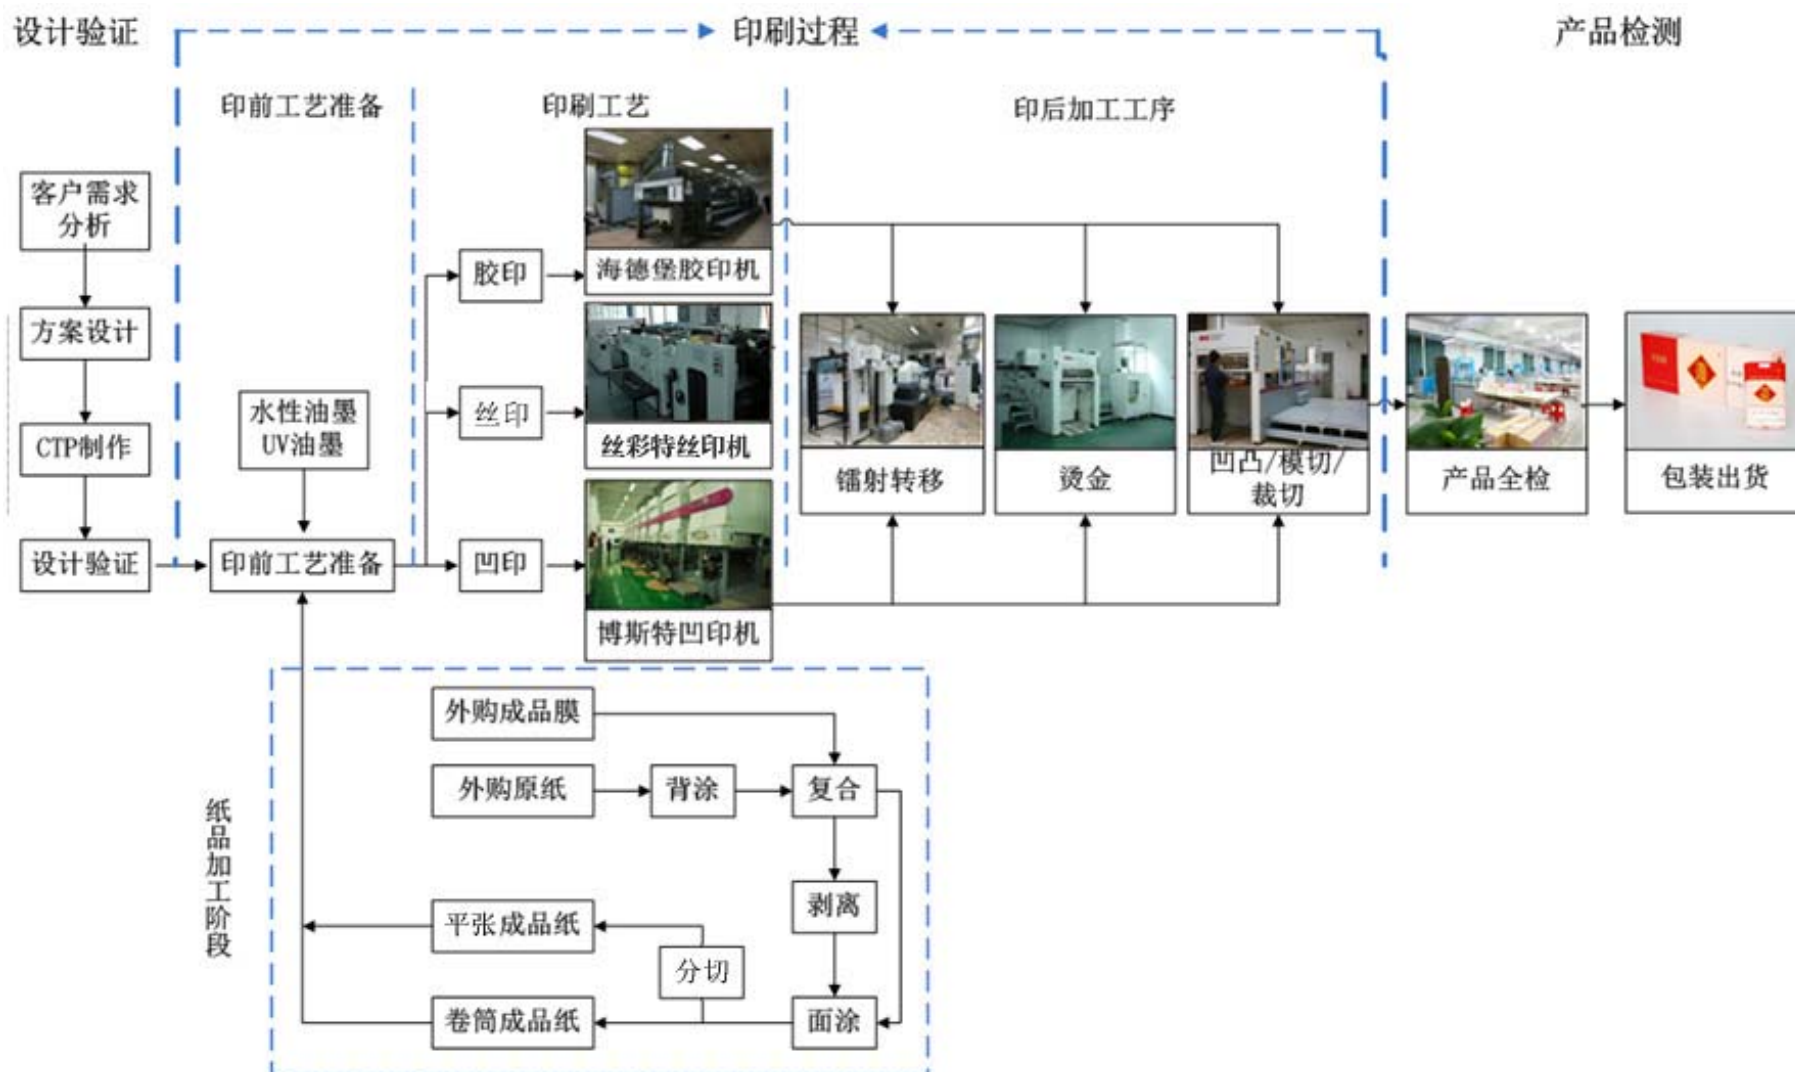 设计验证
印刷过程
产品检测
印前工艺准备
印刷工艺
印后加工工序
客户需求
分析
方案设计
CTP制作
设计验证
水性油墨
UV油墨
印前工艺准备
胶印
丝印
凹印
海德堡胶印机
丝彩特丝印机
博斯特凹印机
镭射转移
烫金
凹凸/模切/
裁切
产品全检
包装出货
纸品加工阶段
外购成品膜
外购原纸
背涂
复合
剥离
平张成品纸
分切
卷筒成品纸
面涂